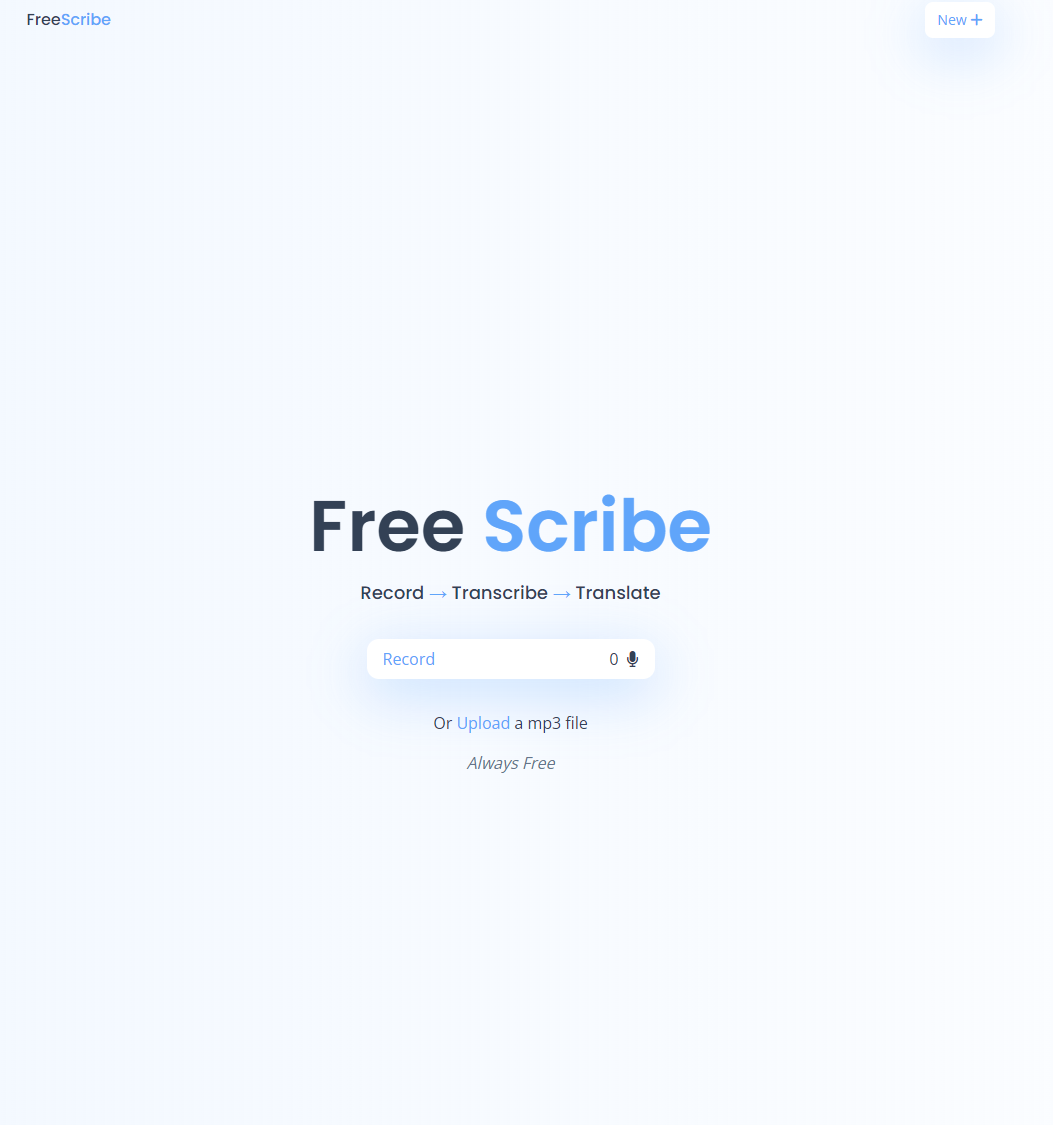 FreeScribe
New +
Free Scribe
Record → Transcribe → Translate
Record 0
Or Upload a mp3 file
Always Free